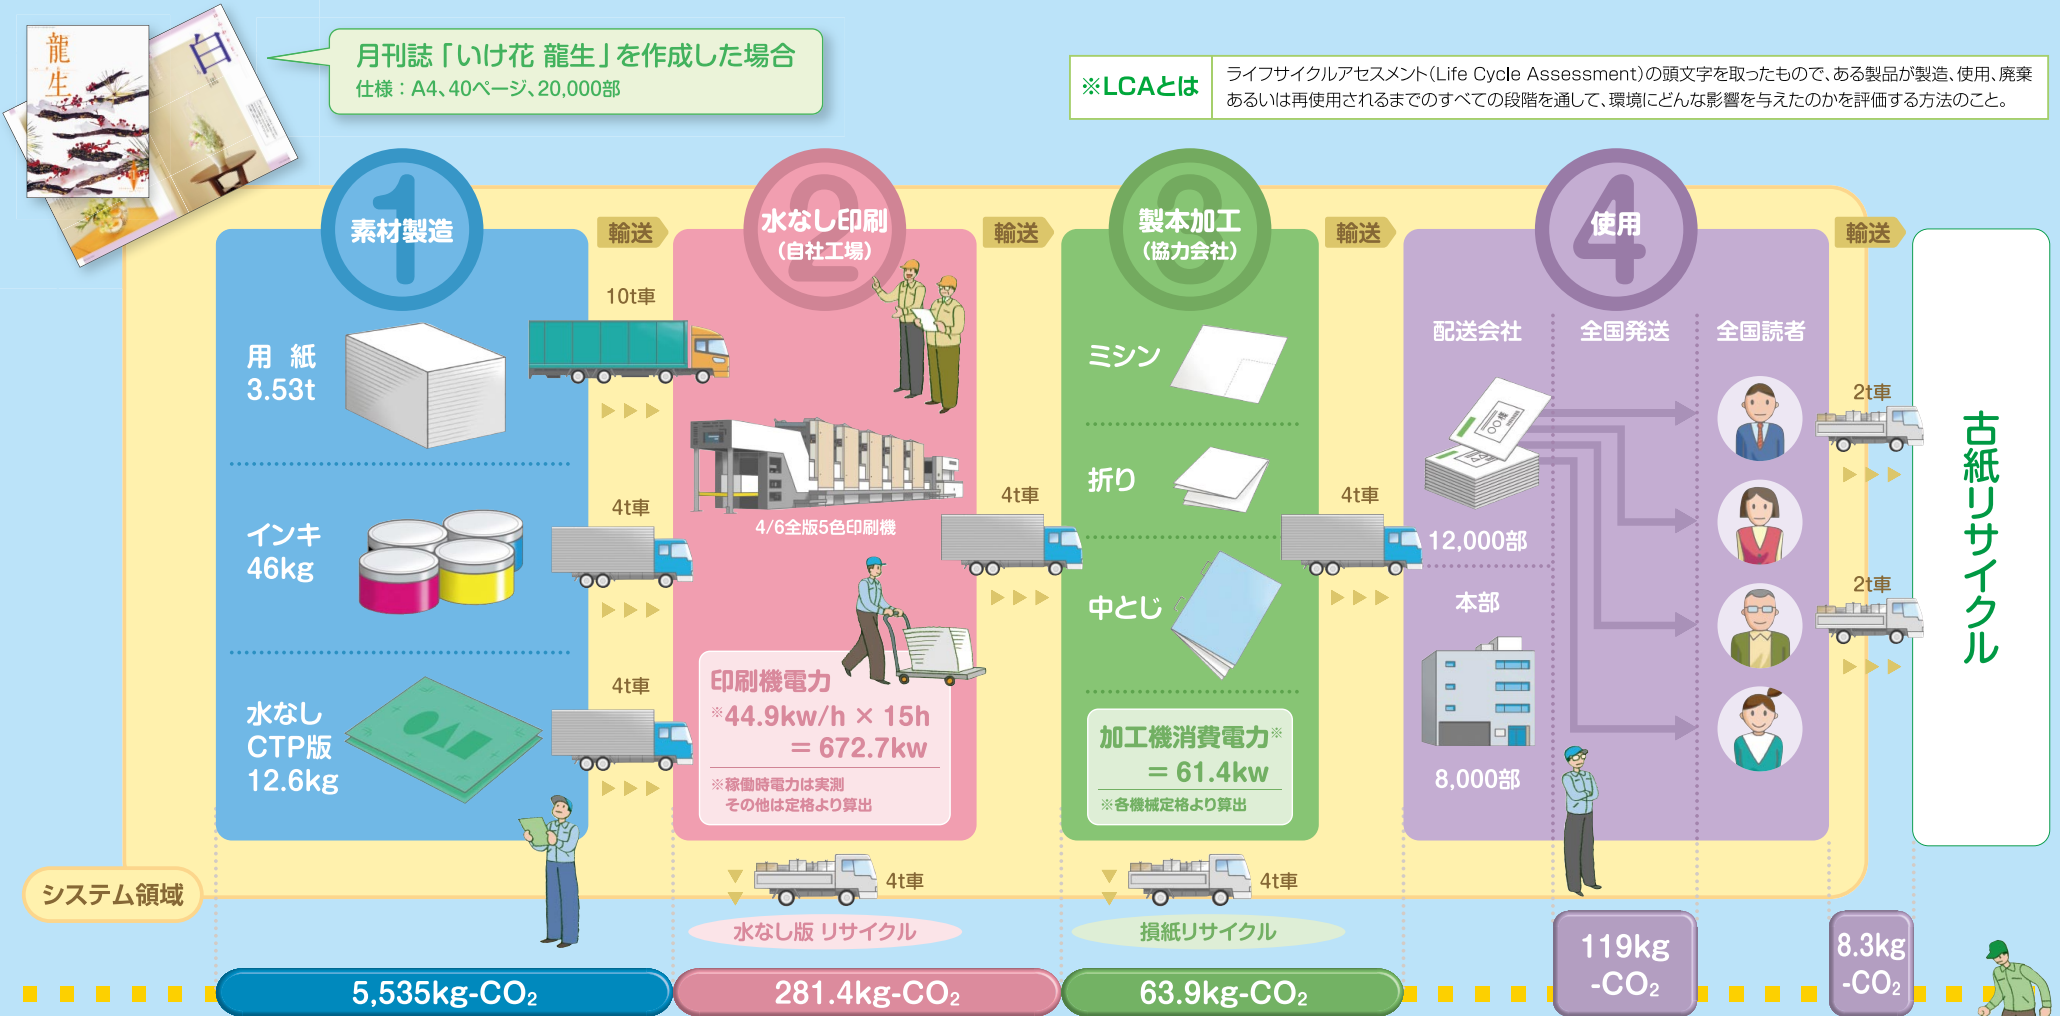 龍生
白
月刊誌「いけ花 龍生」を作成した場合
仕様：A4、40ページ、20,000部
※LCAとは
ライフサイクルアセスメント（Life Cycle Assessment）の頭文字を取ったもので、ある製品が製造、使用、廃棄
あるいは再使用されるまでのすべての段階を通して、環境にどんな影響を与えたのかを評価する方法のこと。
1
素材製造
輸送
2
水なし印刷
（自社工場）
輸送
3
製本加工
（協力会社）
輸送
4
使用
輸送
用 紙
3.53t
インキ
46kg
水なし
CTP版
12.6kg
10t車
4t車
4t車
4/6全版5色印刷機
印刷機電力
※44.9kw/h × 15h
= 672.7kw
※稼働時電力は実測
その他は定格より算出
4t車
ミシン
折り
中とじ
加工機消費電力※
= 61.4kw
※各機械定格より算出
4t車
配送会社
全国発送
全国読者
12,000部
本部
8,000部
2t車
2t車
古紙リサイクル
システム領域
4t車
水なし版 リサイクル
4t車
損紙リサイクル
5,535kg-CO₂
281.4kg-CO₂
63.9kg-CO₂
119kg
-CO₂
8.3kg
-CO₂